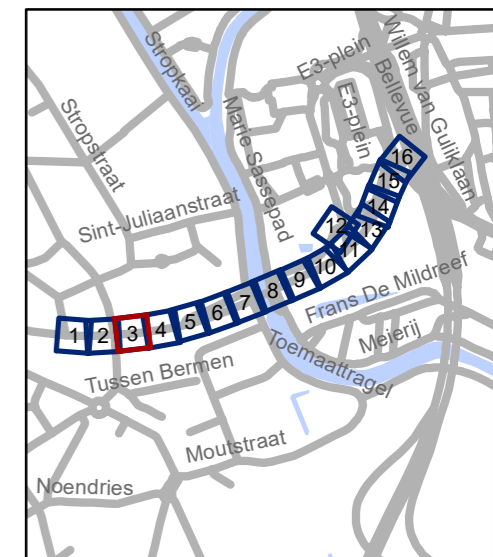 Willem van Guliklaan
Bellevue
E3-plein
E3-plein
Stropkaai
Stropstraat
Marie Sassepad
Sint-Juliaanstraat
16
15
14
13
12
11
10
9
8
7
6
5
4
3
2
1
Frans De Mildreef
Meierij
Toemaattragel
Tussen Bermen
Moutstraat
Noendries